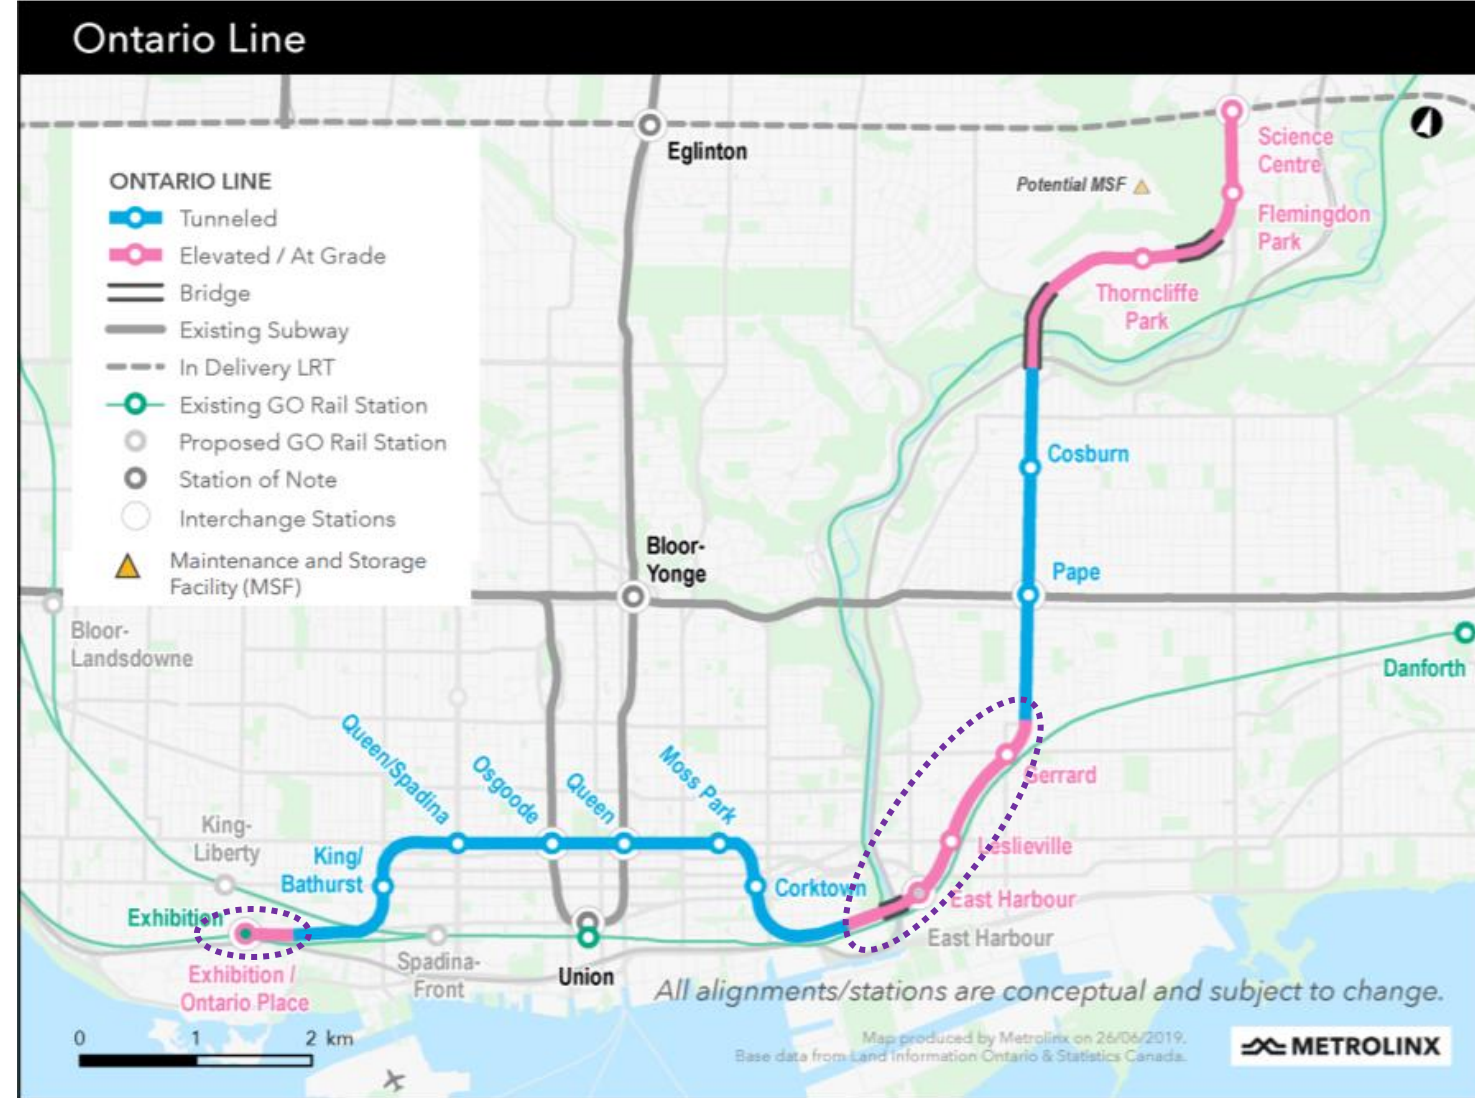 Ontario Line
ONTARIO LINE
Tunneled
Elevated / At Grade
Bridge
Existing Subway
In Delivery LRT
Existing GO Rail Station
Proposed GO Rail Station
Station of Note
Interchange Stations
Maintenance and Storage
Facility (MSF)
Eglinton
Science
Centre
Potential MSF
Flemingdon
Park
Thorncliffe
Park
Cosburn
Bloor-
Yonge
Pape
Bloor-
Landsdowne
Danforth
Queen/Spadina
Osgoode
Queen
Moss Park
Gerrard
King-
Liberty
King/
Bathurst
Leslieville
Corktown
East Harbour
Exhibition
East Harbour
Exhibition /
Ontario Place
Spadina-
Front
Union
All alignments/stations are conceptual and subject to change.
0 1 2 km
Map produced by Metrolinx on 26/06/2019.
Base data from Land Information Ontario & Statistics Canada.
METROLINX